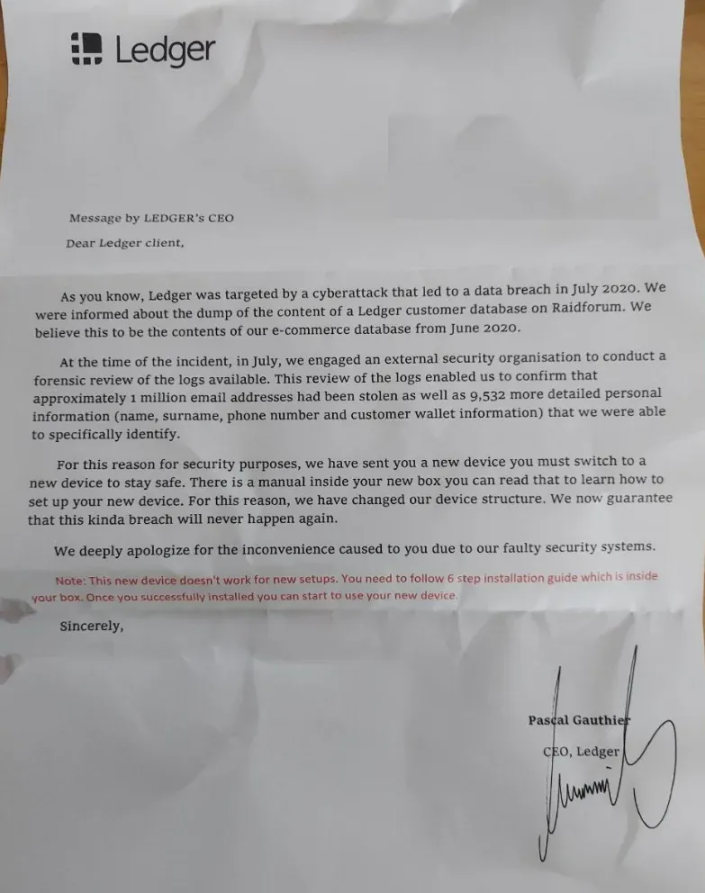 Ledger
Message by LEDGER's CEO
Dear Ledger client,
As you know, Ledger was targeted by a cyberattack that led to a data breach in July 2020. We
were informed about the dump of the content of a Ledger customer database on Raidforum. We
believe this to be the contents of our e-commerce database from June 2020.
At the time of the incident, in July, we engaged an external security organisation to conduct a
forensic review of the logs available. This review of the logs enabled us to confirm that
approximately 1 million email addresses had been stolen as well as 9,532 more detailed personal
information (name, surname, phone number and customer wallet information) that we were able
to specifically identify.
For this reason for security purposes, we have sent you a new device you must switch to a
new device to stay safe. There is a manual inside your new box you can read that to learn how to
set up your new device. For this reason, we have changed our device structure. We now guarantee
that this kinda breach will never happen again.
We deeply apologize for the inconvenience caused to you due to our faulty security systems.
Note: This new device doesn't work for new setups. You need to follow 6 step installation guide which is inside
your box. Once you successfully installed you can start to use your new device.
Sincerely,
Pascal Gauthier
CEO, Ledger